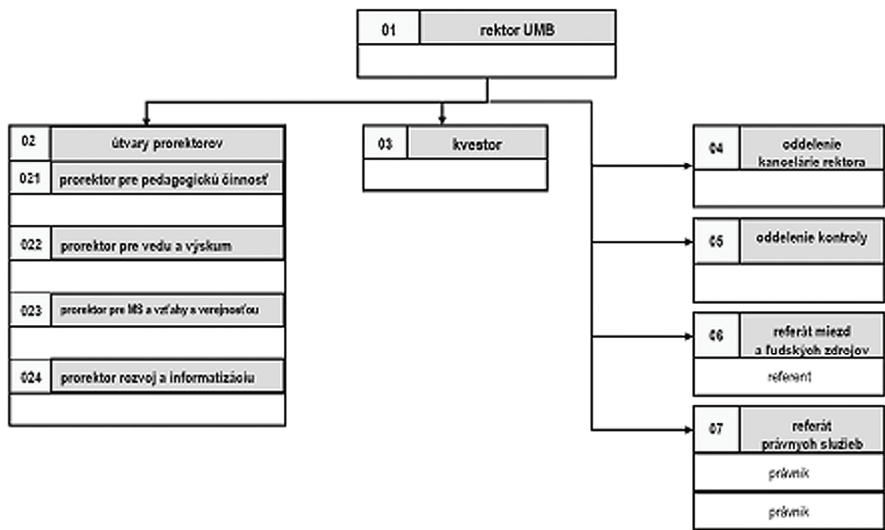 01 rektor UMB
02 útvary prorektorov
021 prorektor pre pedagogickú činnosť
022 prorektor pre vedu a výskum
023 prorektor pre MS a vzťahy s verejnosťou
024 prorektor rozvoj a informatizáciu
03 kvestor
04 oddelenie
kancelárie rektora
05 oddelenie kontroly
06 referát miezd
a ľudských zdrojov
referent
07 referát
právnych služieb
právnik
právnik